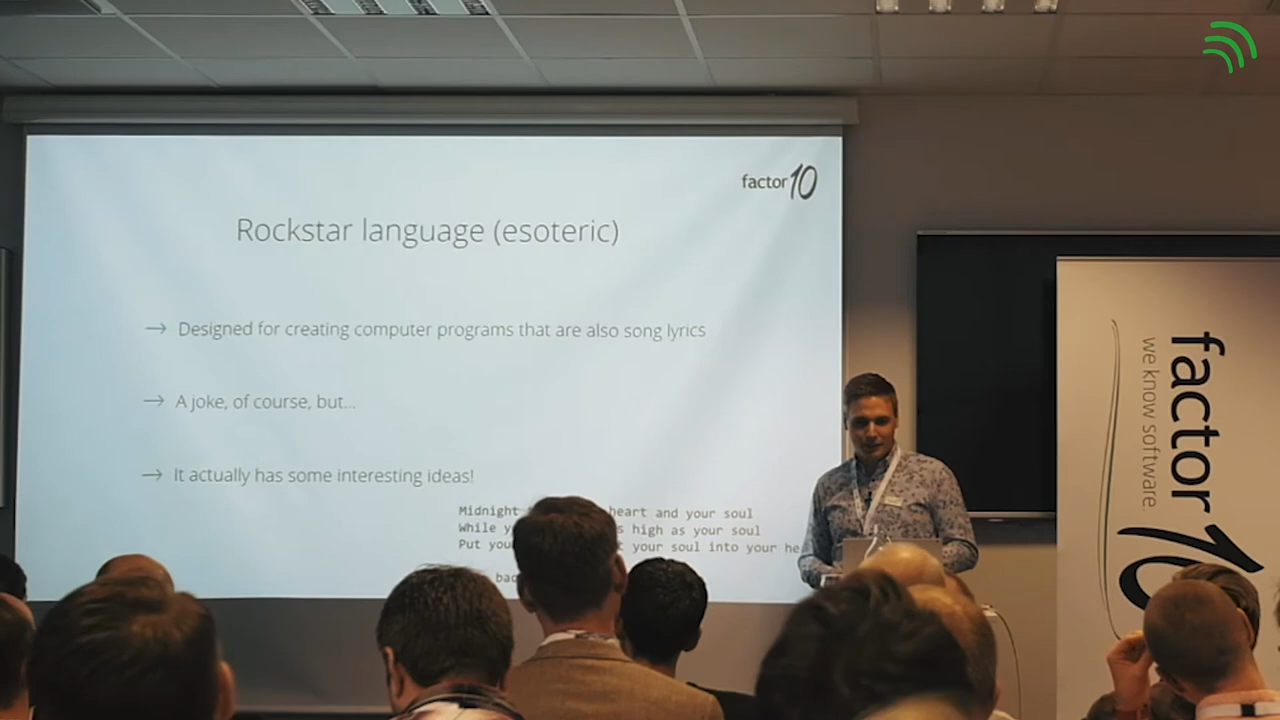 factor10
Rockstar language (esoteric)
→ Designed for creating computer programs that are also song lyrics
→ A joke, of course, but...
→ It actually has some interesting ideas!
Midnight heart and your soul
While high as your soul
Put your soul into your
factor10
we know software.